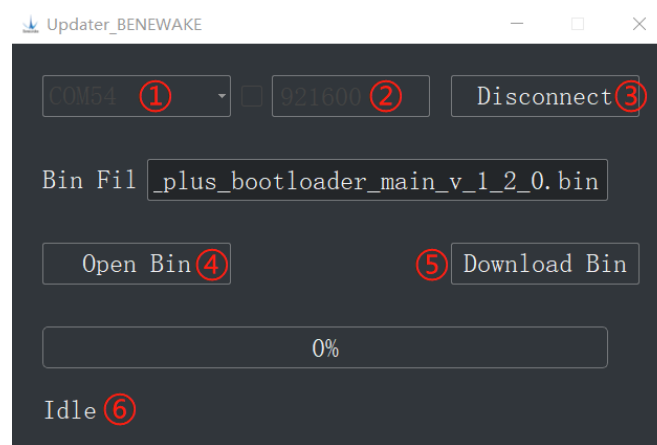 Updater_BENEWAKE
COM54 ① 921600 ② Disconnect ③
Bin Fil _plus_bootloader_main_v_1_2_0.bin
Open Bin ④ ⑤ Download Bin
0%
Idle ⑥